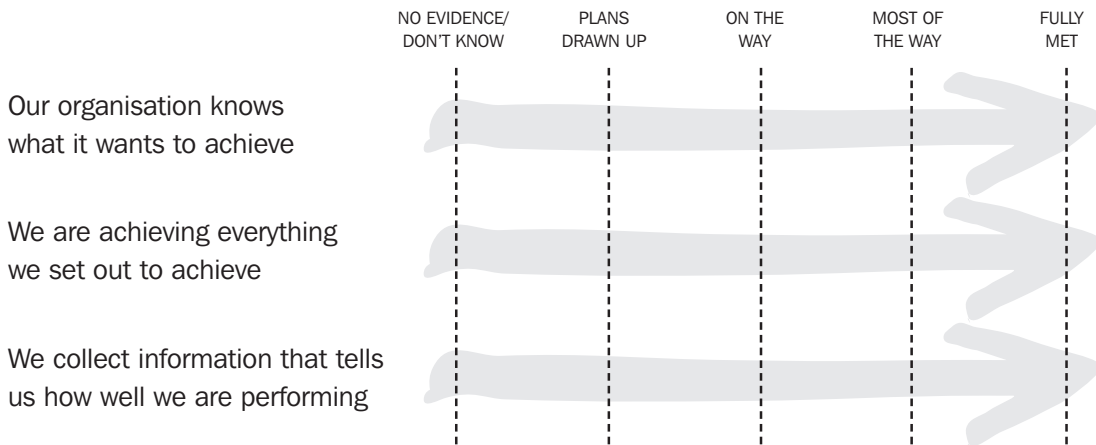 NO EVIDENCE/
DON'T KNOW
PLANS
DRAWN UP
ON THE
WAY
MOST OF
THE WAY
FULLY
MET
Our organisation knows
what it wants to achieve
We are achieving everything
we set out to achieve
We collect information that tells
us how well we are performing